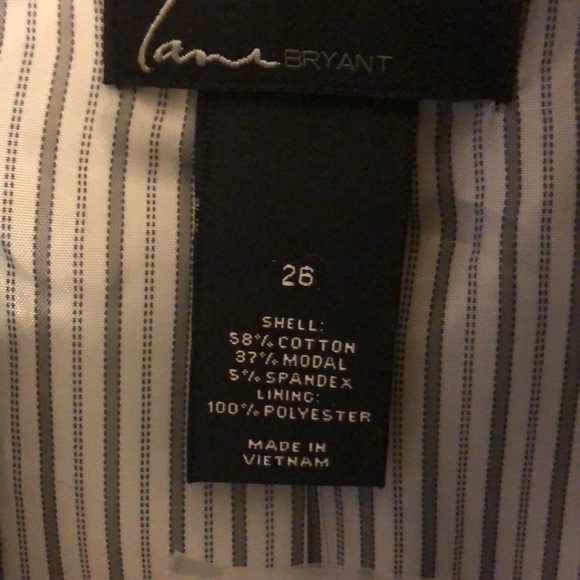 Lane BRYANT
26
SHELL:
58% COTTON
37% MODAL
5% SPANDEX
LINING:
100% POLYESTER
MADE IN
VIETNAM